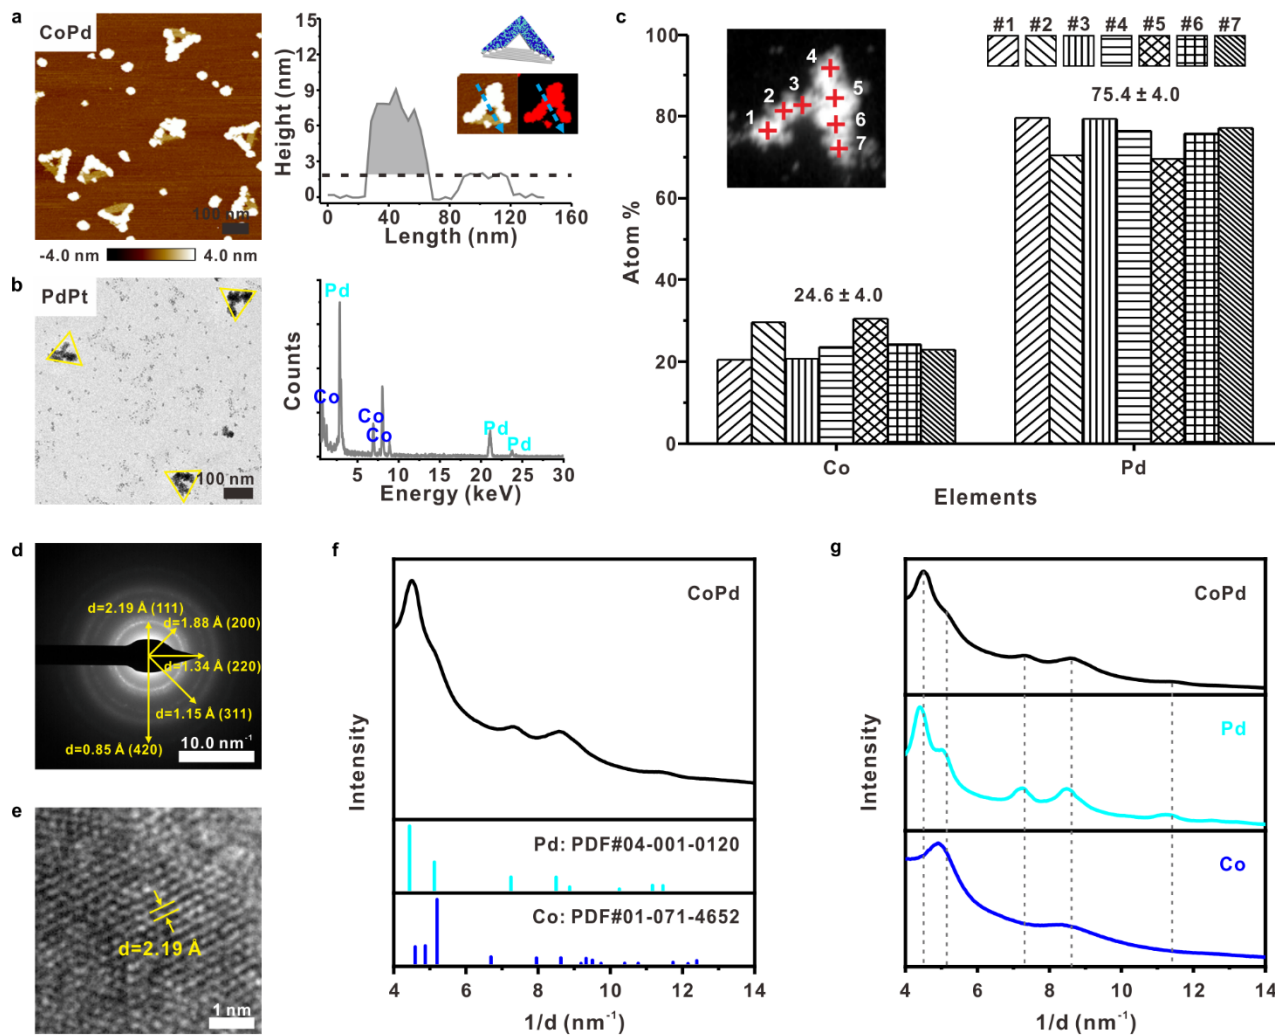 a
CoPd
100 nm
-4.0 nm
4.0 nm
Height (nm)
15
12
9
6
3
0
0
40
80
120
160
Length (nm)
b
PdPt
100 nm
Counts
Pd
Co
Co
Co
Pd
Pd
5
10
15
20
25
30
Energy (keV)
c
#1 #2 #3 #4 #5 #6 #7
Atom %
100
80
60
40
20
0
1
2
3
4
5
6
7
24.6 ± 4.0
75.4 ± 4.0
Co
Pd
Elements
d
d=2.19 Å (111)
d=1.88 Å (200)
d=1.34 Å (220)
d=1.15 Å (311)
d=0.85 Å (420)
10.0 nm-1
e
d=2.19 Å
1 nm
f
CoPd
Intensity
Pd: PDF#04-001-0120
Co: PDF#01-071-4652
4
6
8
10
12
14
1/d (nm-1)
g
CoPd
Pd
Co
Intensity
4
6
8
10
12
14
1/d (nm-1)